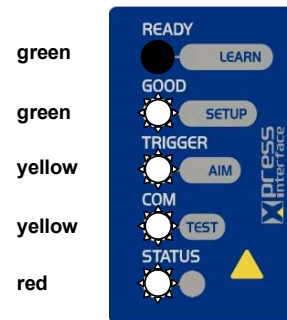 READY
green
LEARN
GOOD
green
SETUP
TRIGGER
yellow
AIM
COM
yellow
TEST
STATUS
red
Xpress
Interface